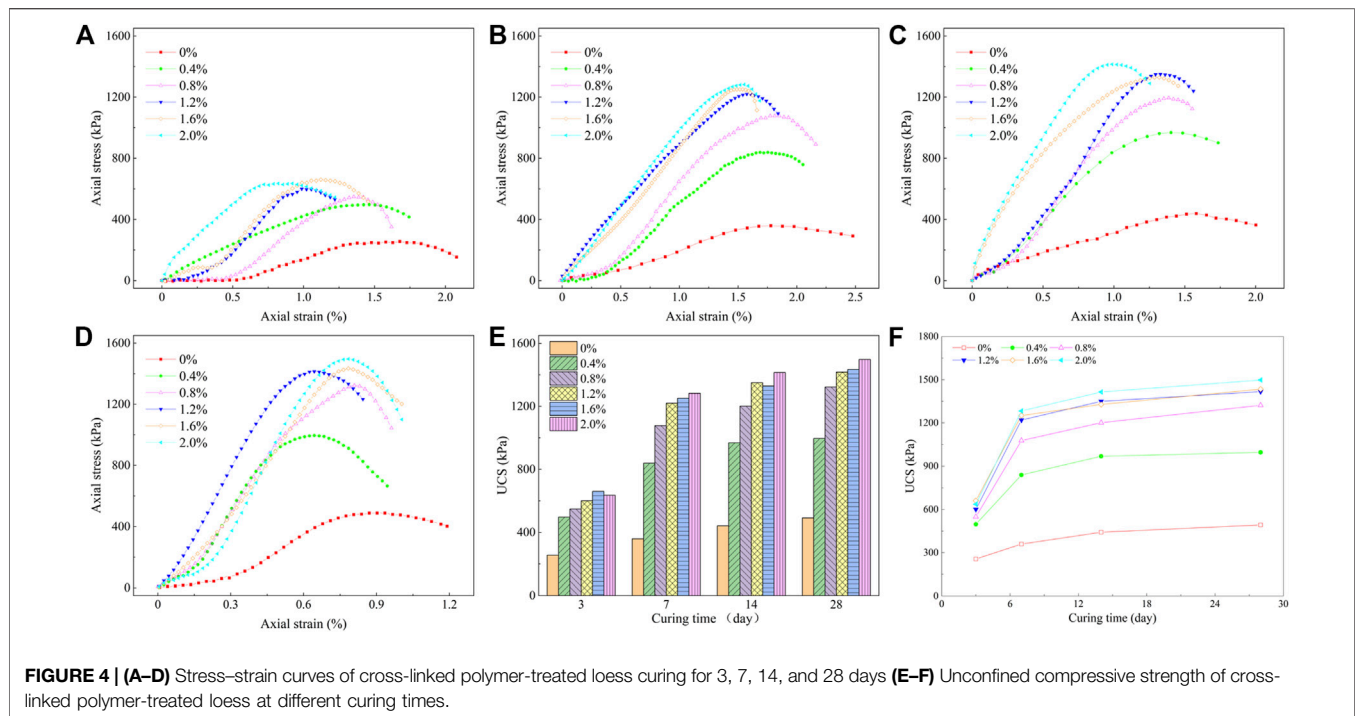 A
1600
1200
800
400
0
0%
0.4%
0.8%
1.2%
1.6%
2.0%
Axial stress (kPa)
0.0 0.5 1.0 1.5 2.0
Axial strain (%)
B
1600
1200
800
400
0
0%
0.4%
0.8%
1.2%
1.6%
2.0%
Axial stress (kPa)
0.0 0.5 1.0 1.5 2.0 2.5
Axial strain (%)
C
1600
1200
800
400
0
0%
0.4%
0.8%
1.2%
1.6%
2.0%
Axial stress (kPa)
0.0 0.5 1.0 1.5 2.0
Axial strain (%)
D
1600
1200
800
400
0
0%
0.4%
0.8%
1.2%
1.6%
2.0%
Axial stress (kPa)
0.0 0.3 0.6 0.9 1.2
Axial strain (%)
E
1600
1200
800
400
0
0%
0.4%
0.8%
1.2%
1.6%
2.0%
UCS (kPa)
3 7 14 28
Curing time （day）
F
1800
1500
1200
900
600
300
0
0% 0.4% 0.8%
1.2% 1.6% 2.0%
UCS (kPa)
0 6 12 18 24 30
Curing time (day)
FIGURE 4 | (A–D) Stress–strain curves of cross-linked polymer-treated loess curing for 3, 7, 14, and 28 days (E–F) Unconfined compressive strength of cross-
linked polymer-treated loess at different curing times.